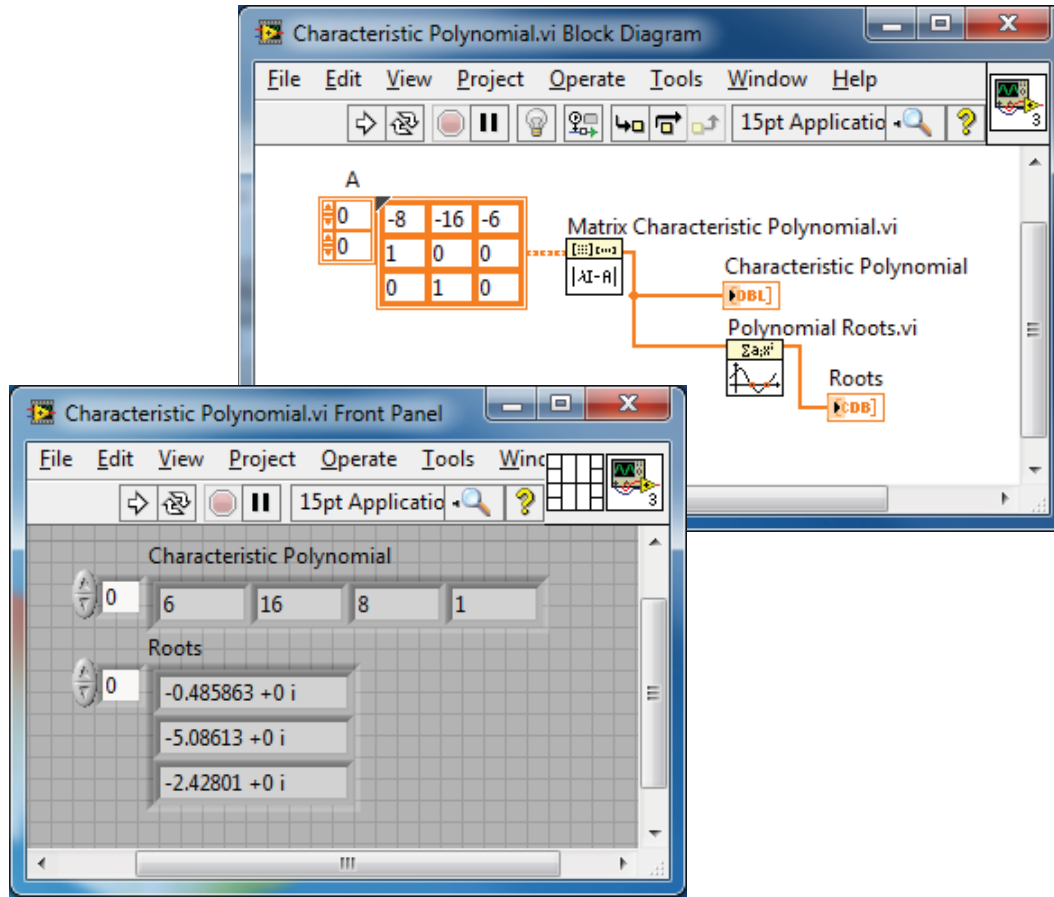 Characteristic Polynomial.vi Block Diagram
File Edit View Project Operate Tools Window Help
15pt Applicatio
3
A
0 -8 -16 -6
0 1 0 0
0 1 0
Matrix Characteristic Polynomial.vi
|λI-A|
Characteristic Polynomial
DBL]
Polynomial Roots.vi
Σaᵢxⁱ
Roots
CDB]
Characteristic Polynomial.vi Front Panel
File Edit View Project Operate Tools Winc
15pt Applicatio
3
Characteristic Polynomial
0 6 16 8 1
Roots
0 -0.485863 +0 i
-5.08613 +0 i
-2.42801 +0 i